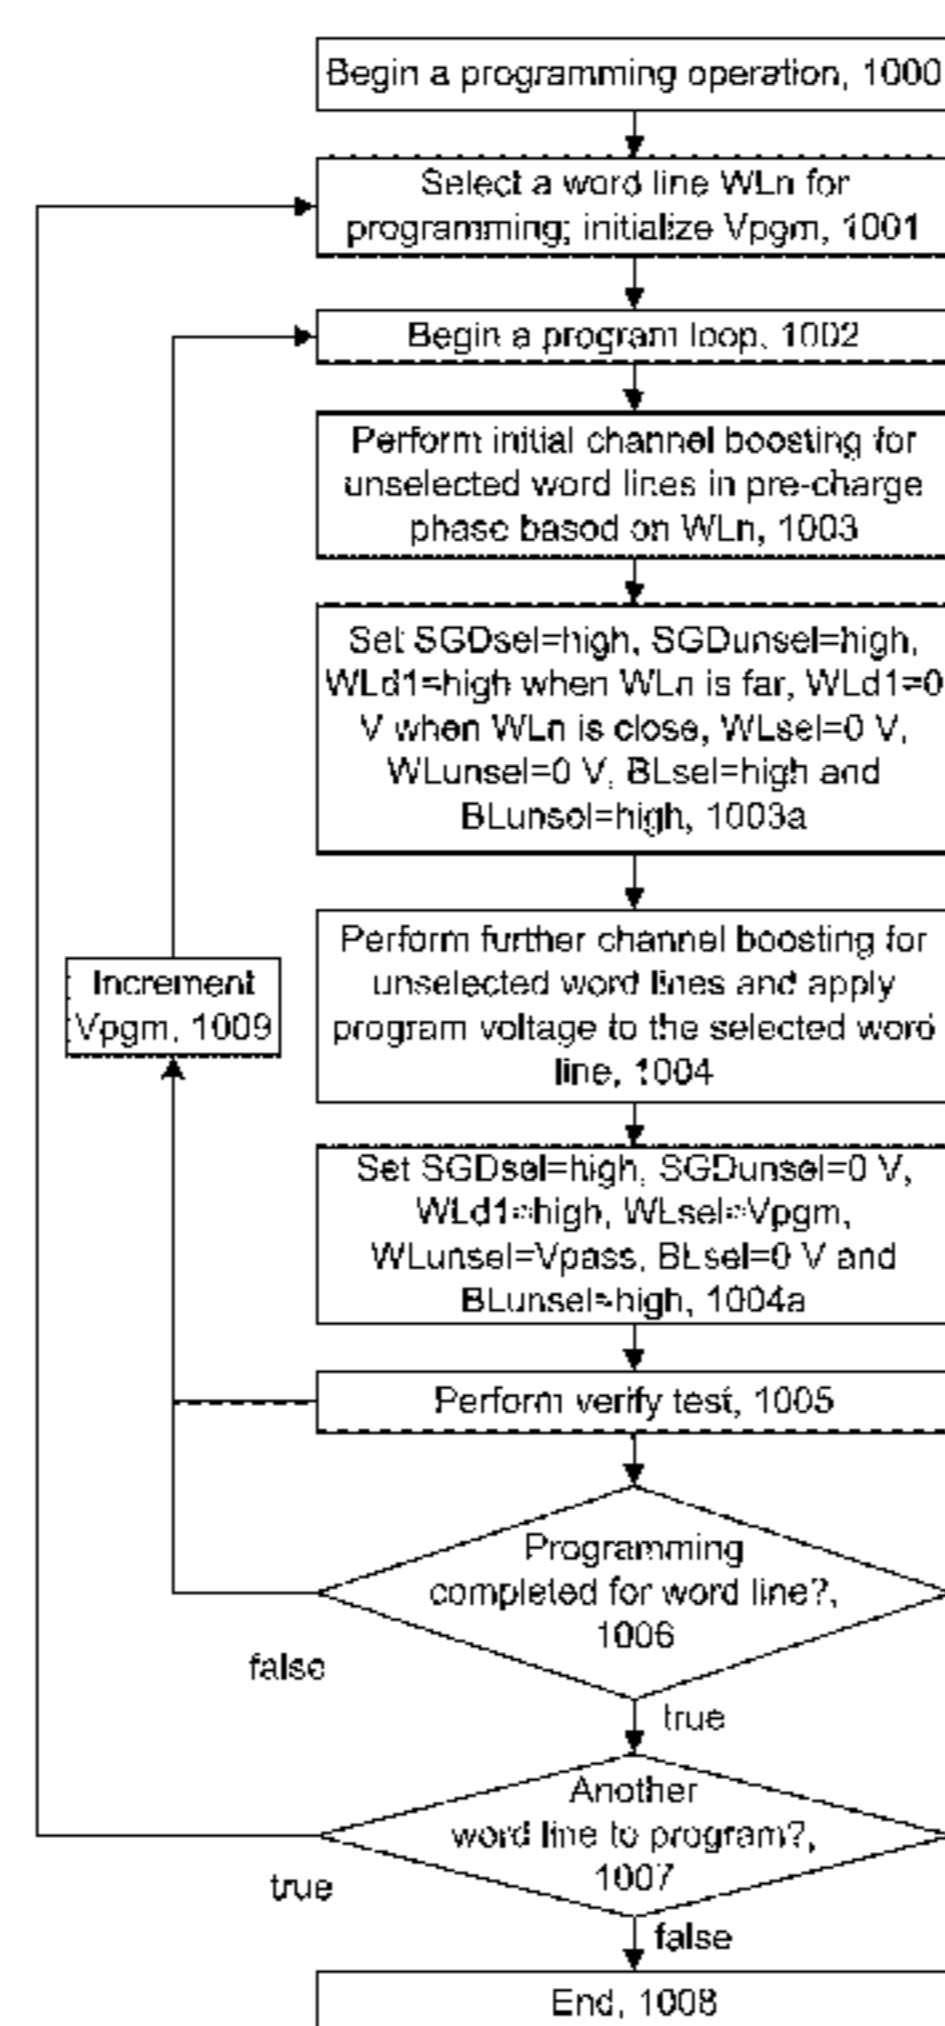 Begin a programming operation, 1000
Select a word line WLn for
programming; initialize Vpgm, 1001
Begin a program loop, 1002
Perform initial channel boosting for
unselected word lines in pre-charge
phase based on WLn, 1003
Set SGDsel=high, SGDunsel=high,
WLd1=high when WLn is far, WLd1=0
V when WLn is close, WLsel=0 V,
WLunsel=0 V, BLsel=high and
BLunsel=high, 1003a
Perform further channel boosting for
unselected word lines and apply
program voltage to the selected word
line, 1004
Increment
Vpgm, 1009
Set SGDsel=high, SGDunsel=0 V,
WLd1=high, WLsel=Vpgm,
WLunsel=Vpass, BLsel=0 V and
BLunsel=high, 1004a
Perform verify test, 1005
Programming
completed for word line?,
1006
false
true
Another
word line to program?,
1007
true
false
End, 1008